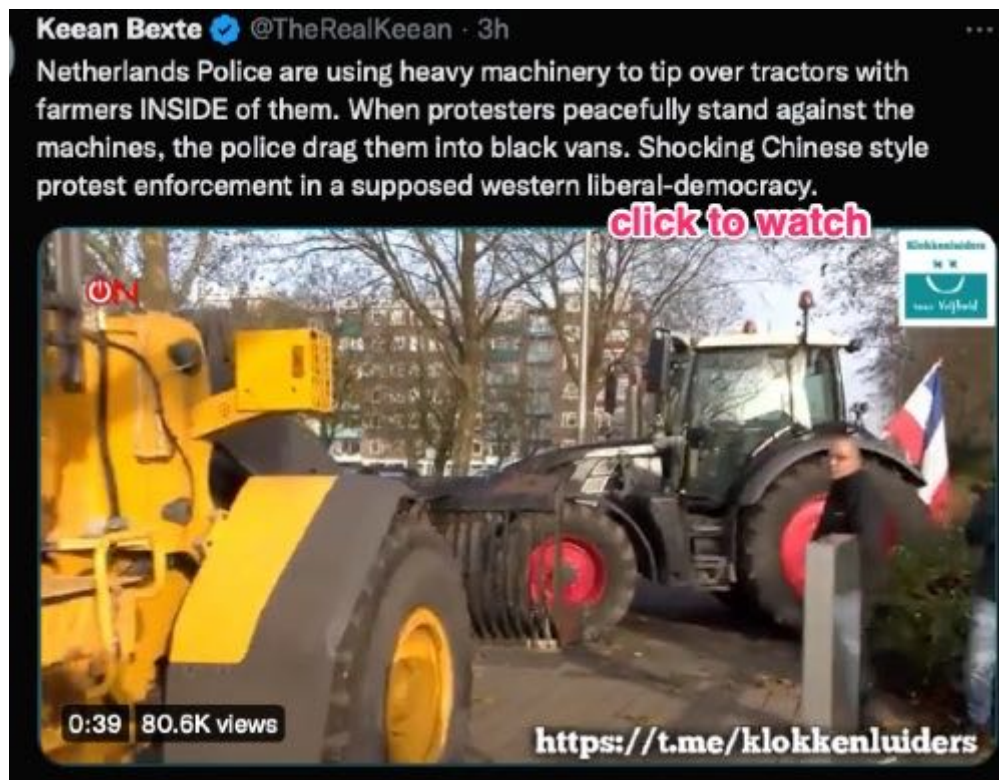 Keean Bexte @TheRealKeean · 3h
Netherlands Police are using heavy machinery to tip over tractors with
farmers INSIDE of them. When protesters peacefully stand against the
machines, the police drag them into black vans. Shocking Chinese style
protest enforcement in a supposed western liberal-democracy.
click to watch
ON
Klokkenluiders
voor Vrijheid
0:39 80.6K views
https://t.me/klokkenluiders